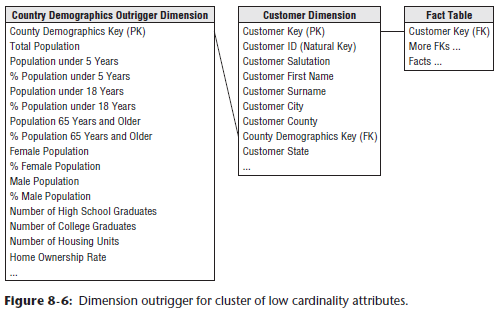 Country Demographics Outrigger Dimension
County Demographics Key (PK)
Total Population
Population under 5 Years
% Population under 5 Years
Population under 18 Years
% Population under 18 Years
Population 65 Years and Older
% Population 65 Years and Older
Female Population
% Female Population
Male Population
% Male Population
Number of High School Graduates
Number of College Graduates
Number of Housing Units
Home Ownership Rate
...
Customer Dimension
Customer Key (PK)
Customer ID (Natural Key)
Customer Salutation
Customer First Name
Customer Surname
Customer City
Customer County
County Demographics Key (FK)
Customer State
...
Fact Table
Customer Key (FK)
More FKs ...
Facts ...
Figure 8-6: Dimension outrigger for cluster of low cardinality attributes.